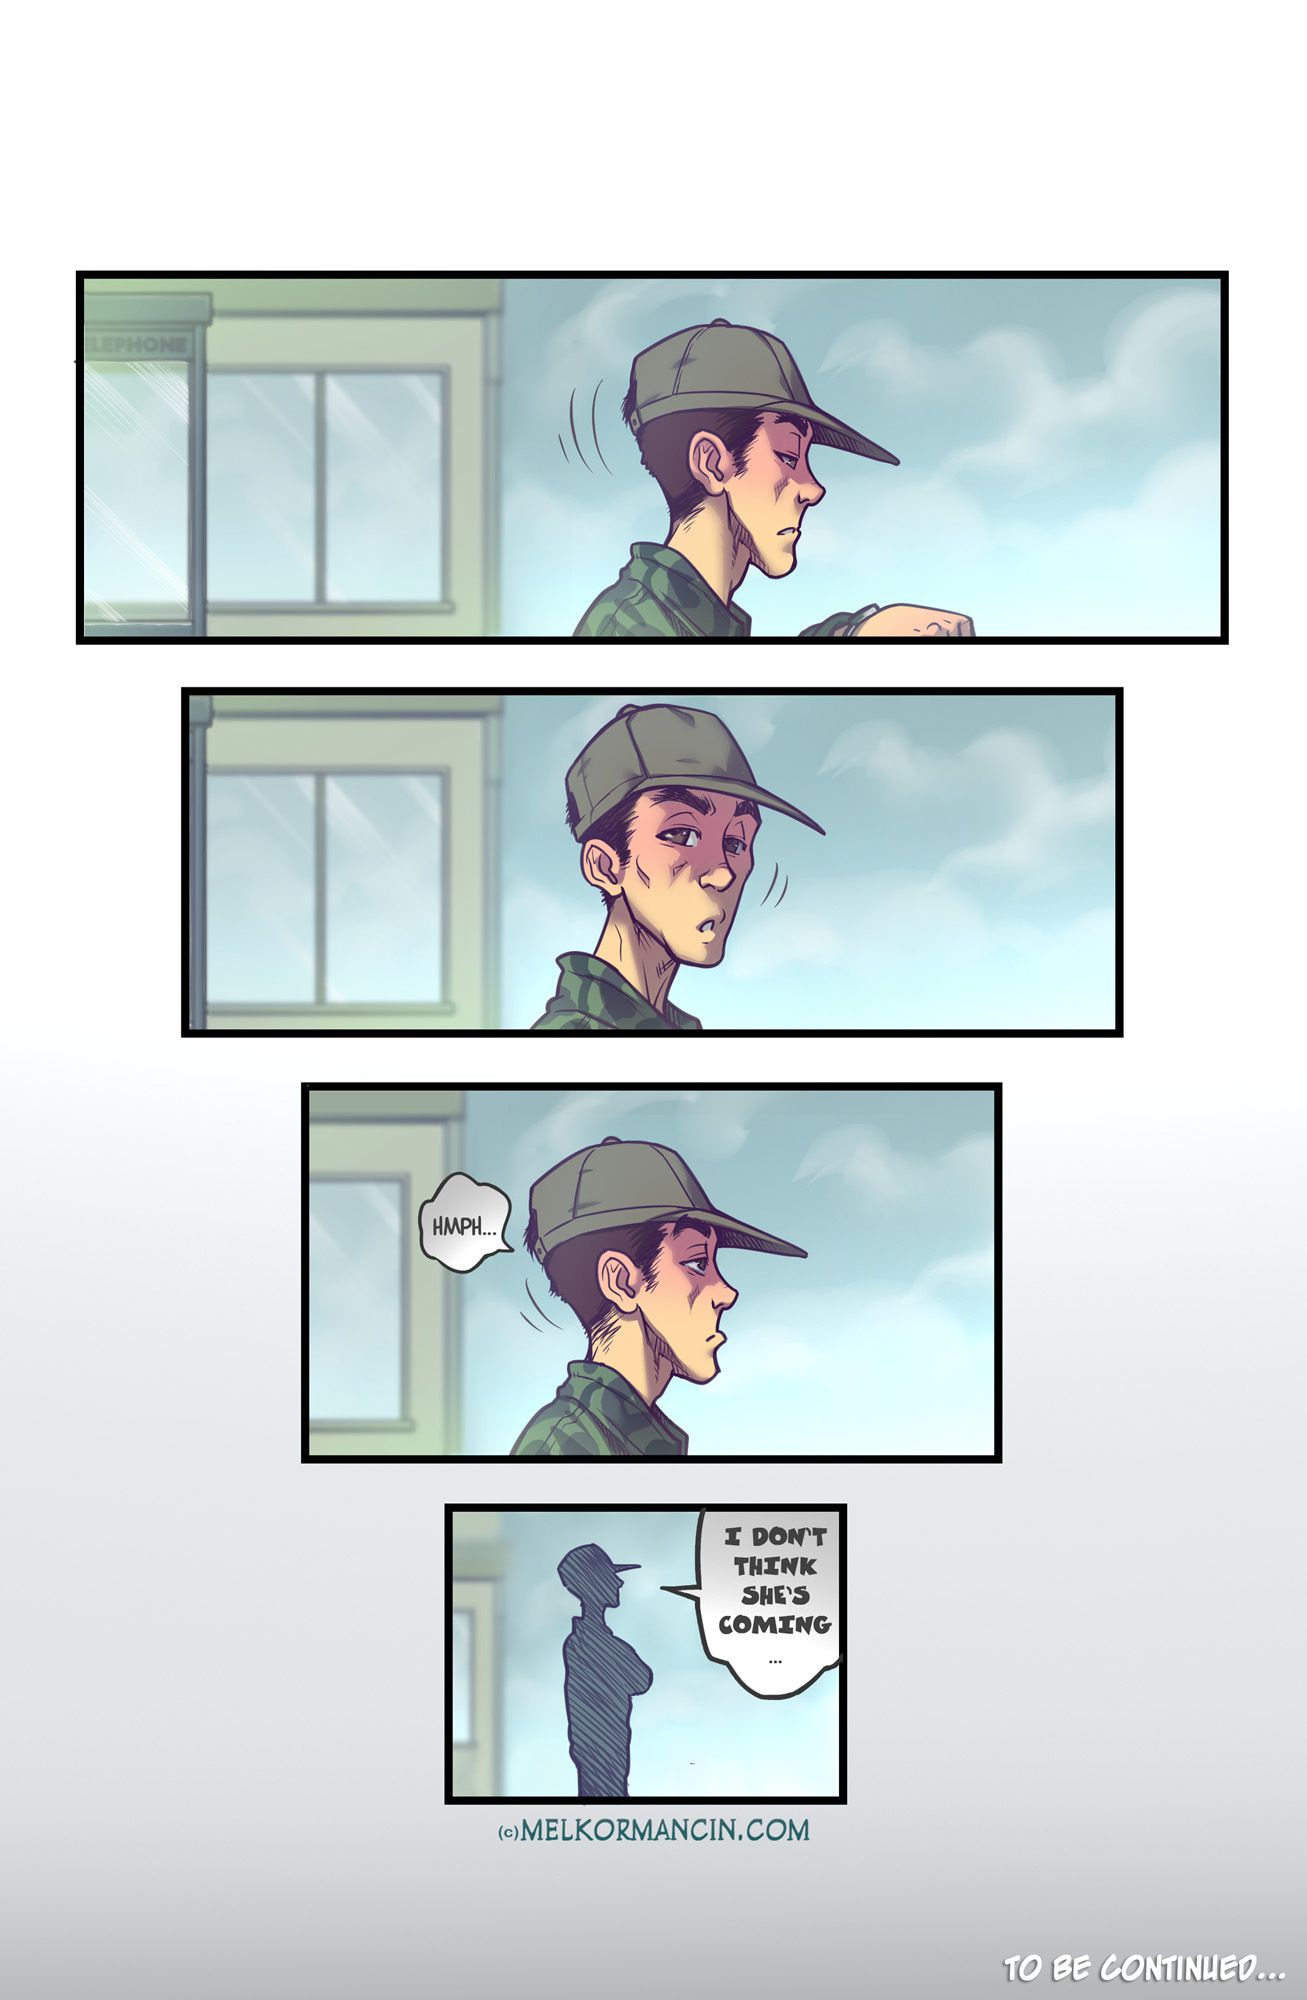 ELEPHONE
HMPH...
I DON'T
THINK
SHE'S
COMING
...
(c)MELKORMANCIN.COM
TO BE CONTINUED...